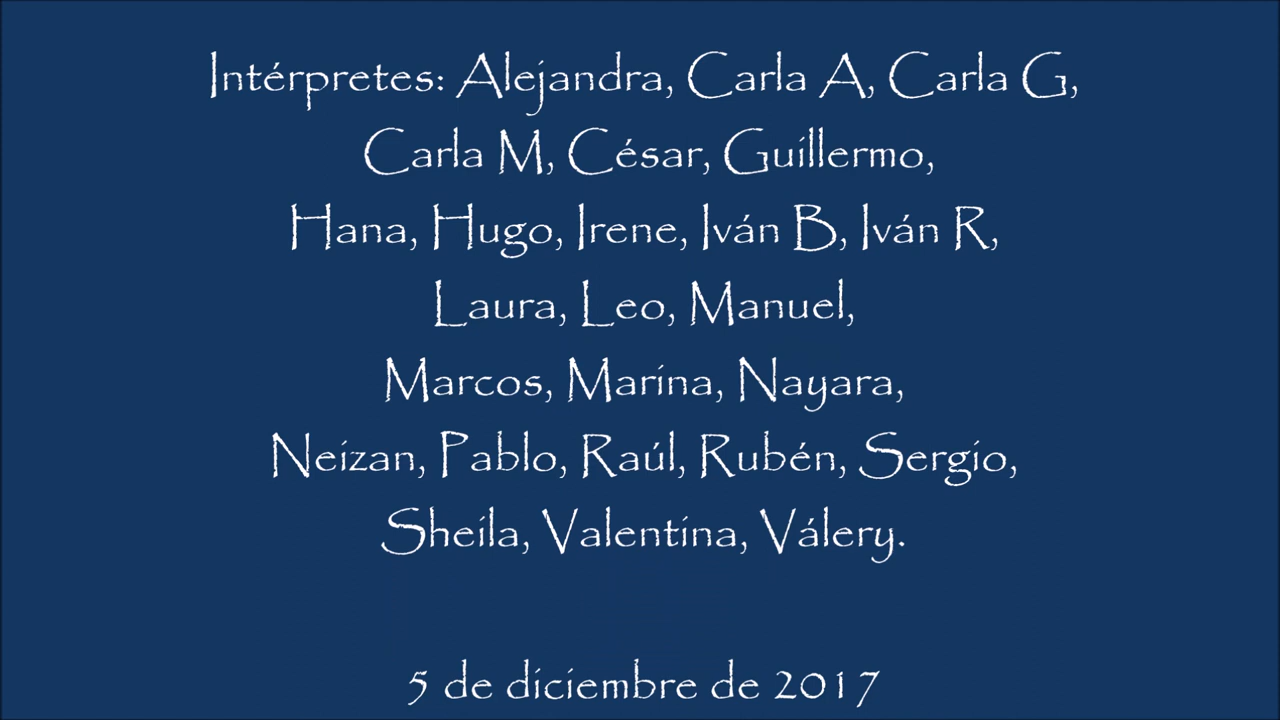 Intérpretes: Alejandra, Carla A, Carla G,
Carla M, César, Guillermo,
Hana, Hugo, Irene, Iván B, Iván R,
Laura, Leo, Manuel,
Marcos, Marina, Nayara,
Neizan, Pablo, Raúl, Rubén, Sergio,
Sheila, Valentina, Válery.
5 de diciembre de 2017